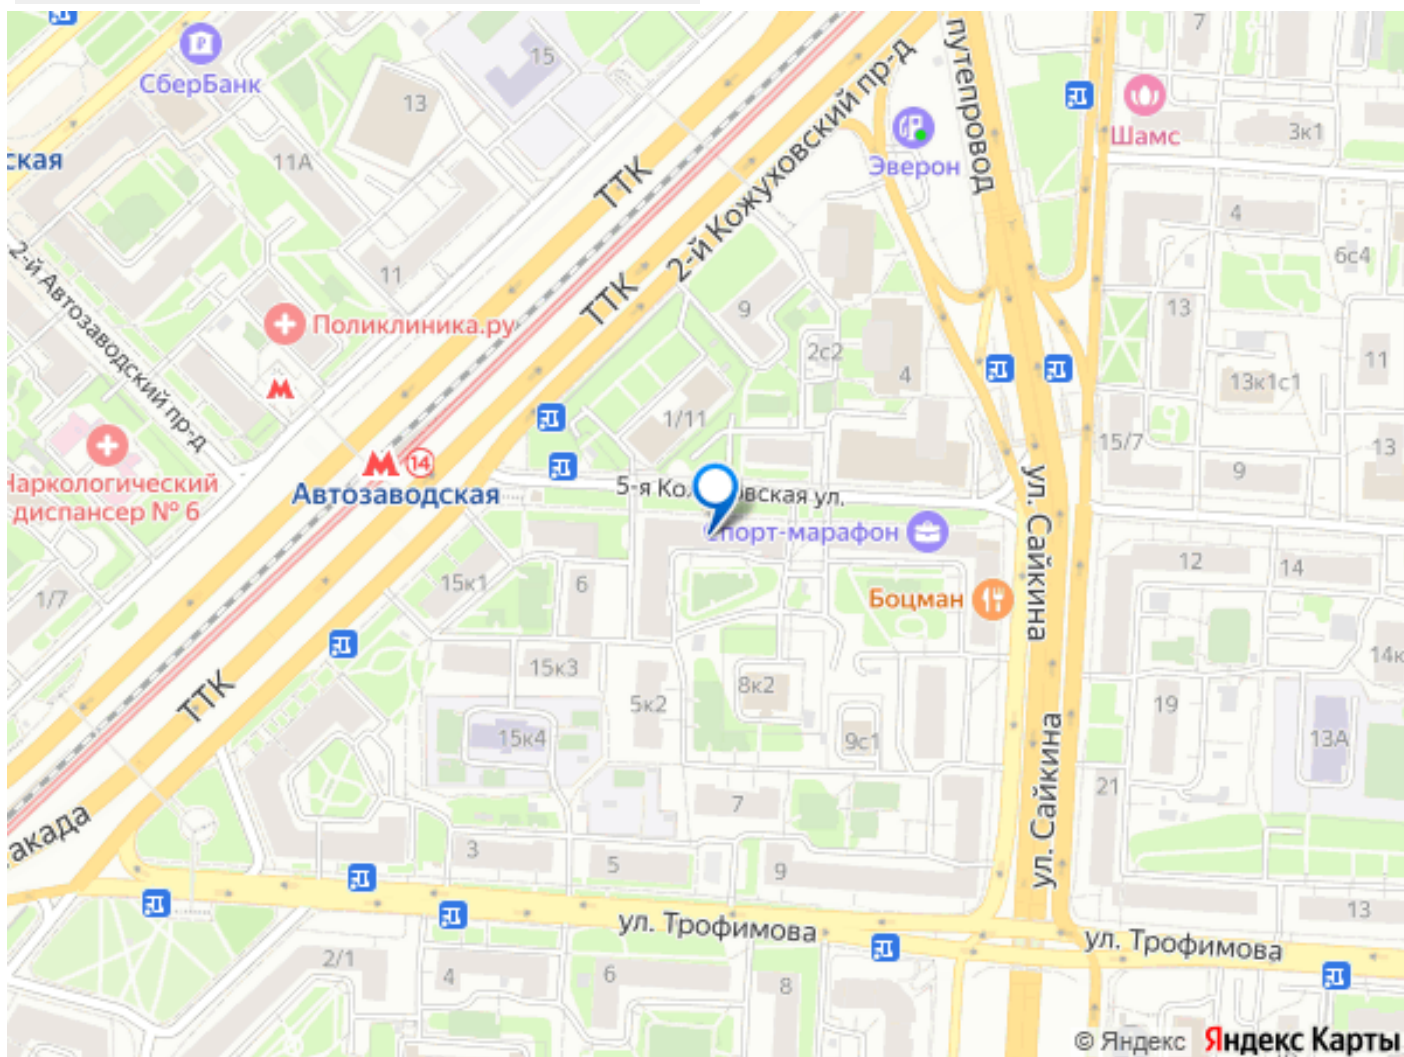 СберБанк
ская
2-й Автозаводский пр-д
13
15
11А
11
ТТК
2-й Кожуховский пр-д
ТТК
путепровод
Эверон
7
Шамс
3к1
4
6с4
13
11
13к1с1
15/7
9
13
Поликлиника.ру
Наркологический
диспансер № 6
14
Автозаводская
9
2с2
4
1/11
5-я Ко
вская ул.
Спорт-марафон
Боцман
ул. Сайкина
12
14
14к
19
13А
21
1/7
15к1
6
15к3
15к4
5к2
8к2
9с1
7
ТТК
акада
3
5
9
ул. Сайкина
ул. Трофимова
ул. Трофимова
13
2/1
4
6
8
© Яндекс Яндекс Карты